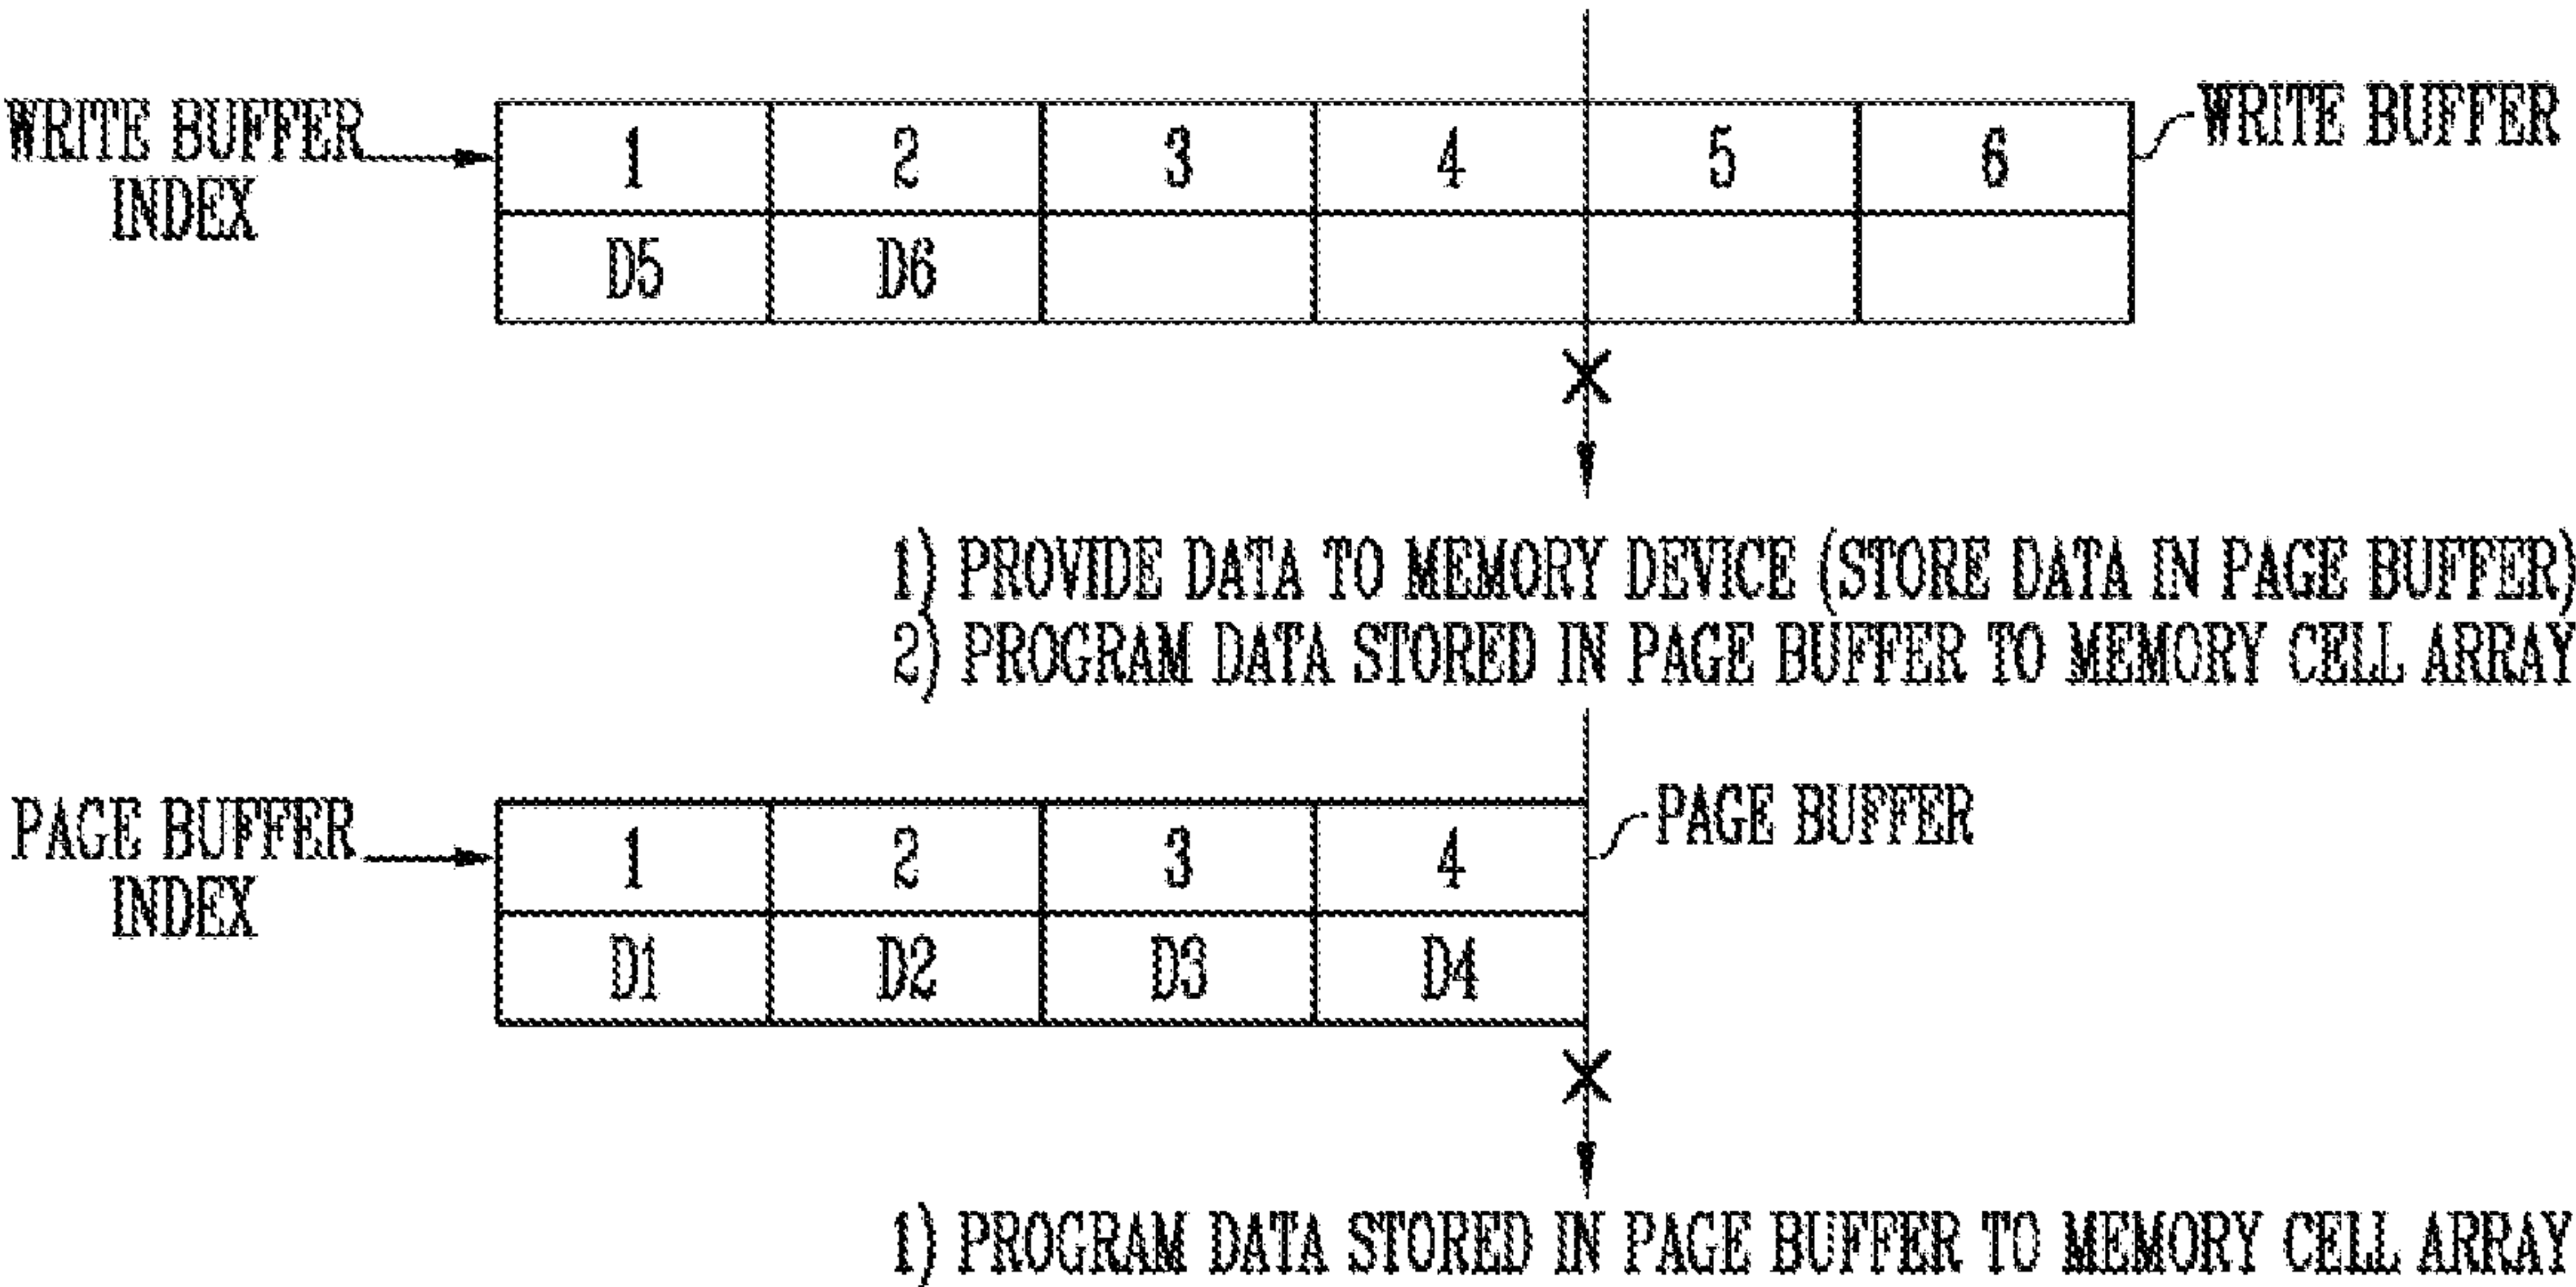 WRITE BUFFER INDEX
1 2 3 4 5 6
WRITE BUFFER
D5 D6
1) PROVIDE DATA TO MEMORY DEVICE (STORE DATA IN PAGE BUFFER)
2) PROGRAM DATA STORED IN PAGE BUFFER TO MEMORY CELL ARRAY
PAGE BUFFER INDEX
1 2 3 4
PAGE BUFFER
D1 D2 D3 D4
1) PROGRAM DATA STORED IN PAGE BUFFER TO MEMORY CELL ARRAY